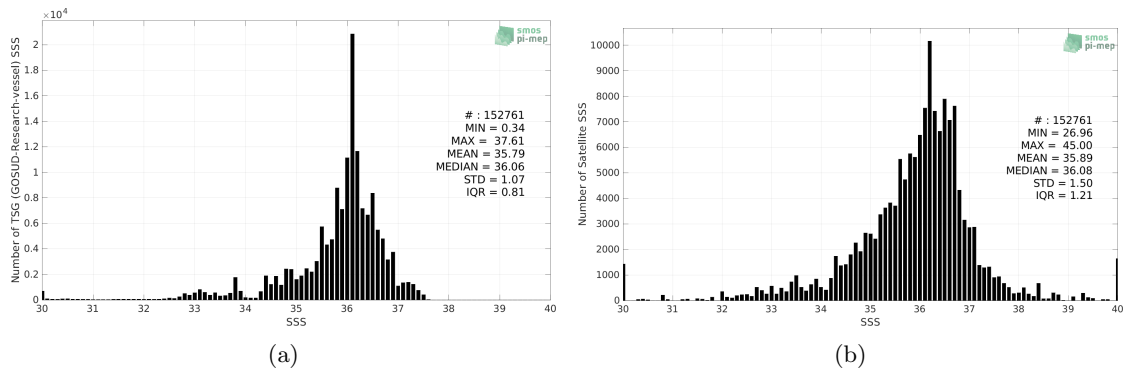 ×10⁴
smos
pi-mep
Number of TSG (GOSUD-Research-vessel) SSS
2
1.8
1.6
1.4
1.2
1
0.8
0.6
0.4
0.2
0
# : 152761
MIN = 0.34
MAX = 37.61
MEAN = 35.79
MEDIAN = 36.06
STD = 1.07
IQR = 0.81
30 31 32 33 34 35 36 37 38 39 40
SSS
(a)
smos
pi-mep
Number of Satellite SSS
10000
9000
8000
7000
6000
5000
4000
3000
2000
1000
0
# : 152761
MIN = 26.96
MAX = 45.00
MEAN = 35.89
MEDIAN = 36.08
STD = 1.50
IQR = 1.21
30 31 32 33 34 35 36 37 38 39 40
SSS
(b)